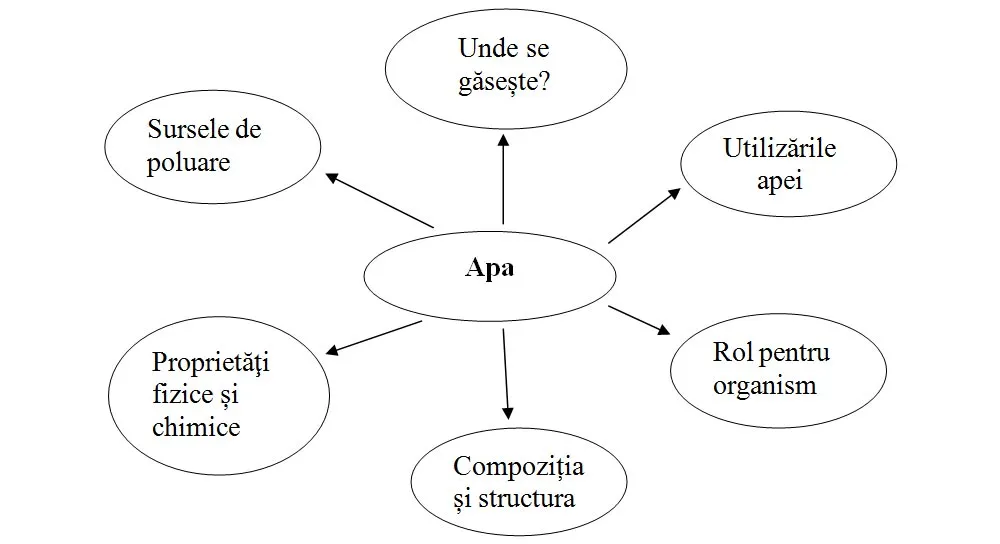 Unde se
găsește?
Sursele de
poluare
Utilizările
apei
Apa
Proprietăţi
fizice și
chimice
Rol pentru
organism
Compoziția
și structura